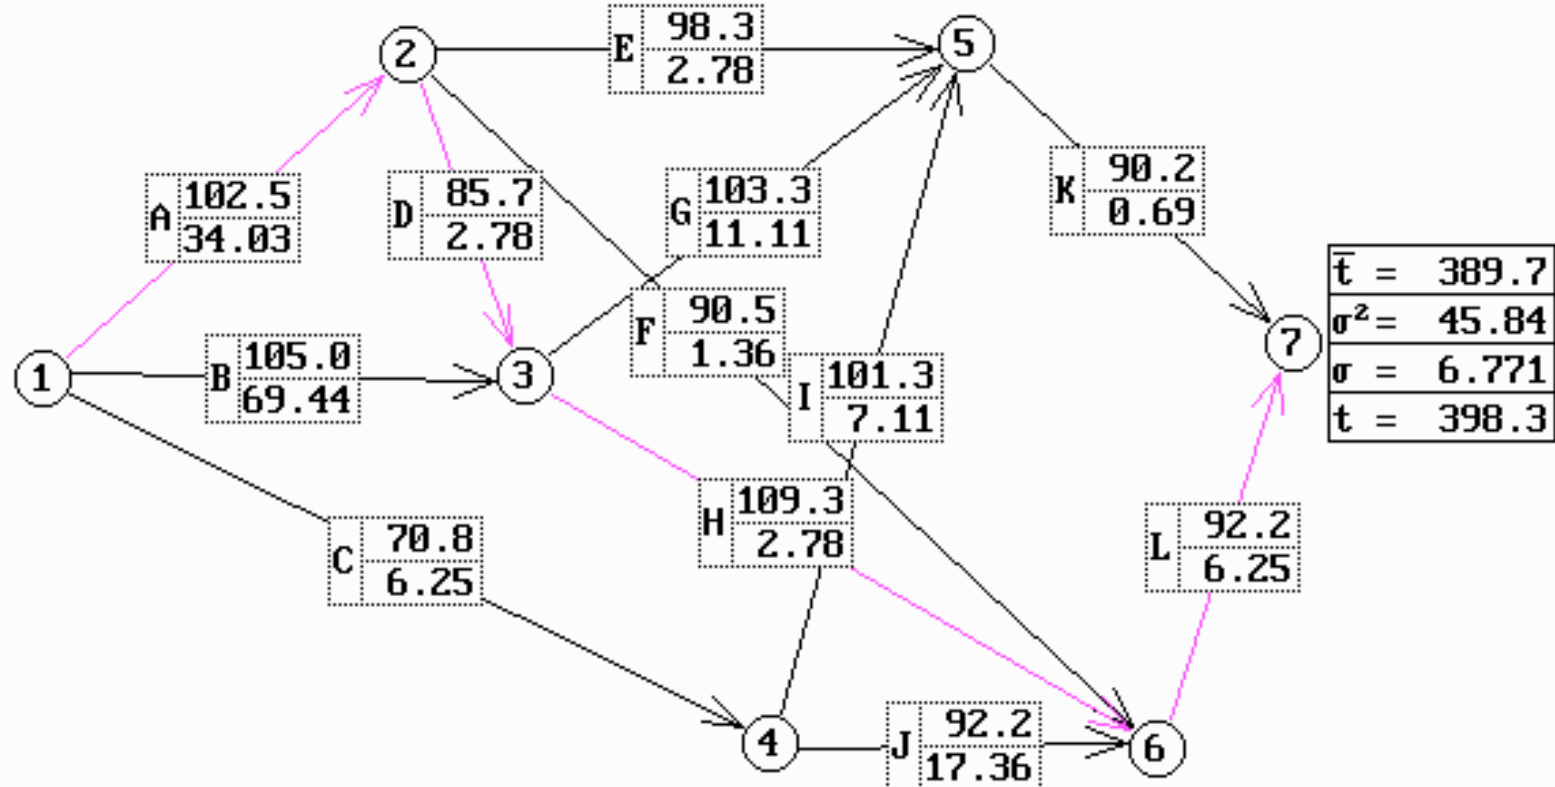 2
E 98.3
2.78
5
A 102.5
34.03
D 85.7
2.78
G 103.3
11.11
K 90.2
0.69
1
B 105.0
69.44
3
F 90.5
1.36
I 101.3
7.11
7
t̅ = 389.7
σ²= 45.84
σ = 6.771
t = 398.3
C 70.8
6.25
H 109.3
2.78
L 92.2
6.25
4
J 92.2
17.36
6